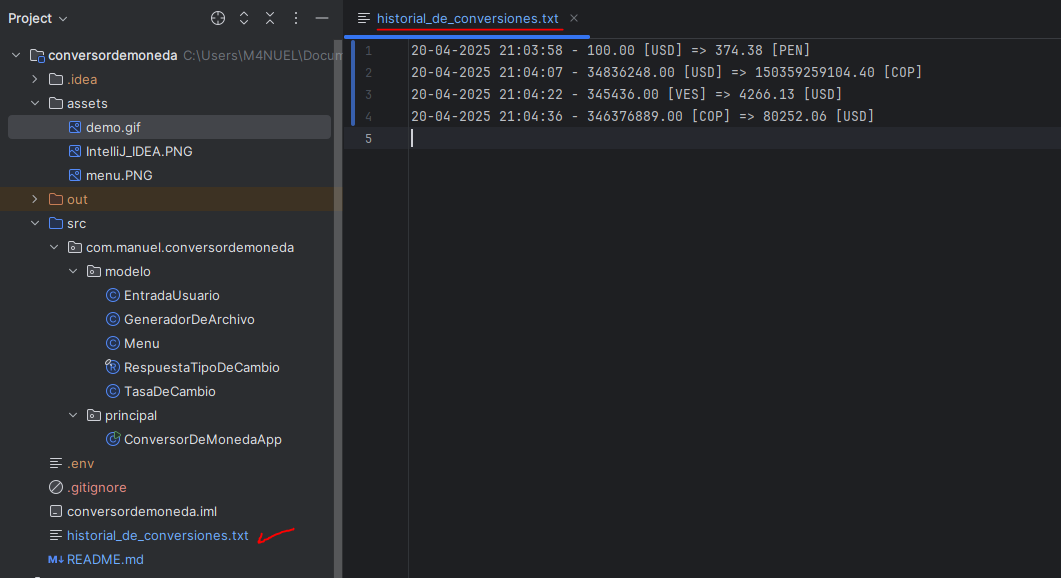 Project
historial_de_conversiones.txt
conversordemoneda C:\Users\M4NUEL\Docum
.idea
assets
demo.gif
IntelliJ_IDEA.PNG
menu.PNG
out
src
com.manuel.conversordemoneda
modelo
EntradaUsuario
GeneradorDeArchivo
Menu
RespuestaTipoDeCambio
TasaDeCambio
principal
ConversorDeMonedaApp
.env
.gitignore
conversordemoneda.iml
historial_de_conversiones.txt
M↓ README.md
1 20-04-2025 21:03:58 - 100.00 [USD] => 374.38 [PEN]
2 20-04-2025 21:04:07 - 34836248.00 [USD] => 150359259104.40 [COP]
3 20-04-2025 21:04:22 - 345436.00 [VES] => 4266.13 [USD]
4 20-04-2025 21:04:36 - 346376889.00 [COP] => 80252.06 [USD]
5